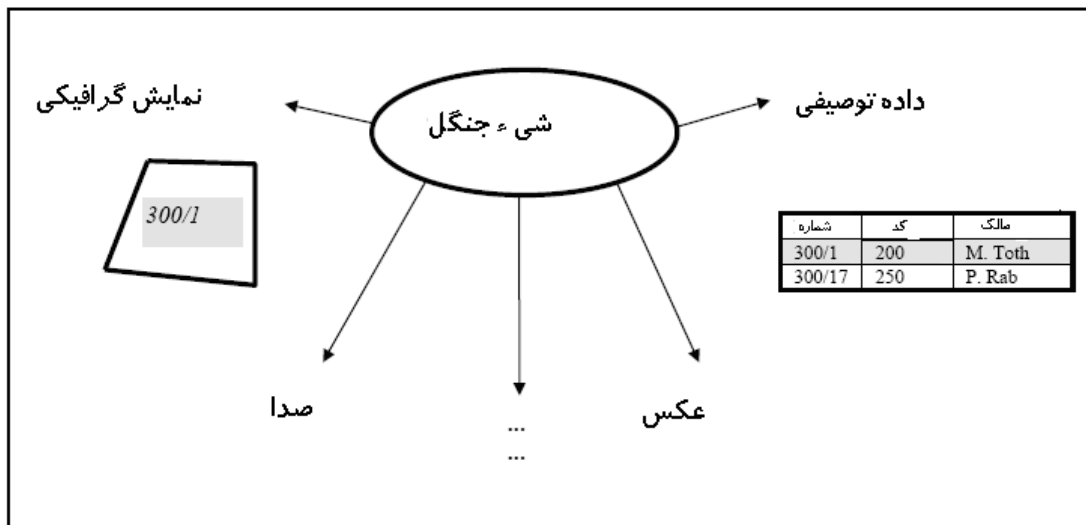 شیء جنگل
داده توصیفی
نمایش گرافیکی
300/1
شماره کد مالک
300/1 200 M. Toth
300/17 250 P. Rab
عکس
صدا
...
...